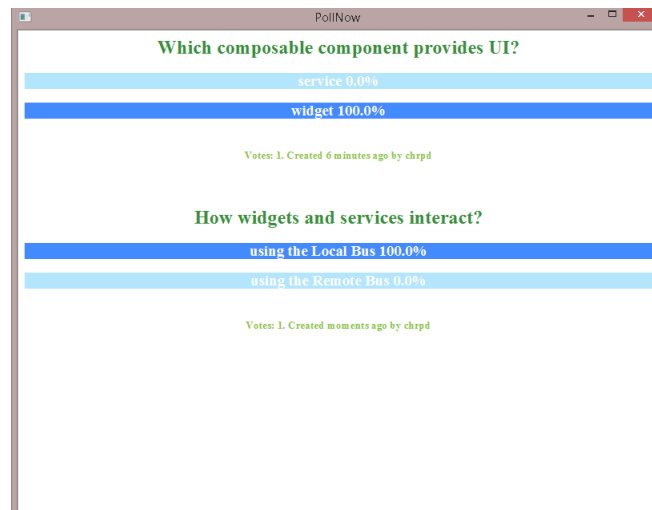 PollNow
Which composable component provides UI?
service 0.0%
widget 100.0%
Votes: 1. Created 6 minutes ago by chrpd
How widgets and services interact?
using the Local Bus 100.0%
using the Remote Bus 0.0%
Votes: 1. Created moments ago by chrpd